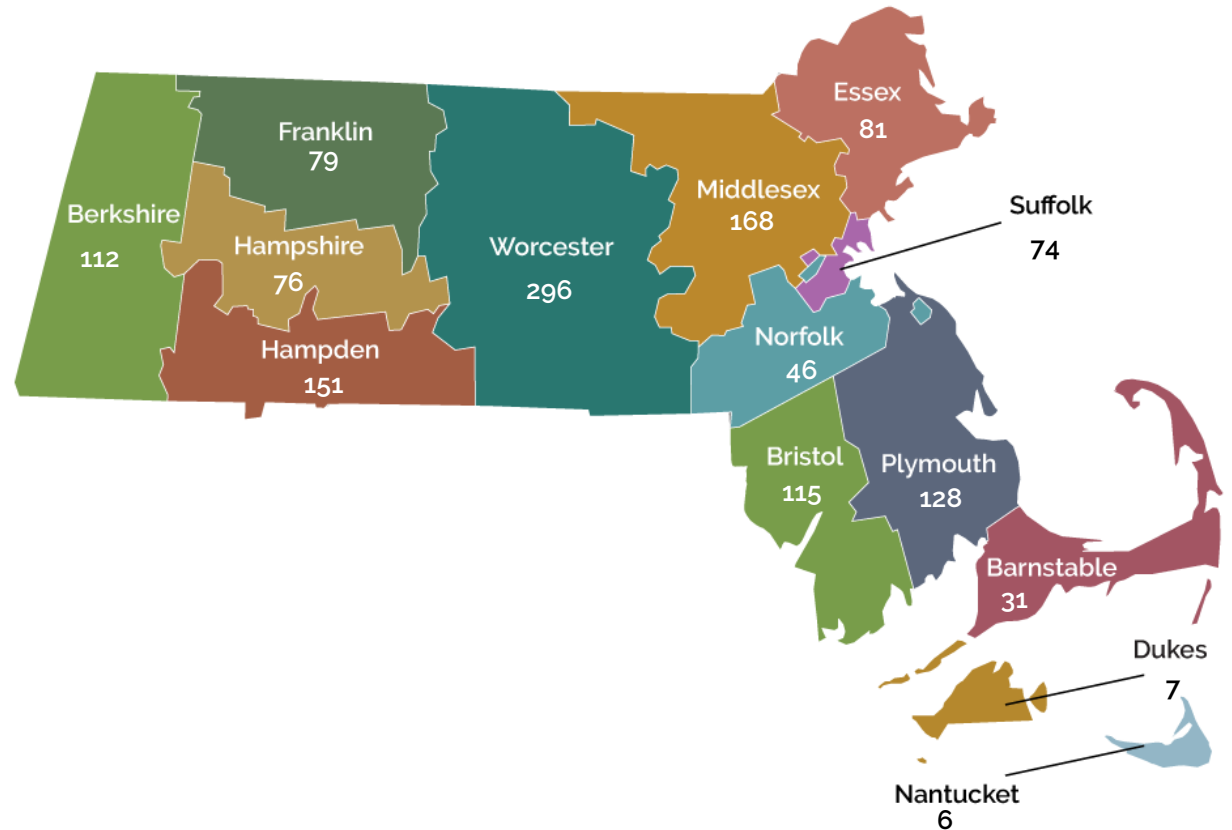 Essex
81
Franklin
79
Middlesex
168
Suffolk
74
Berkshire
112
Hampshire
76
Worcester
296
Norfolk
46
Hampden
151
Bristol
115
Plymouth
128
Barnstable
31
Dukes
7
Nantucket
6